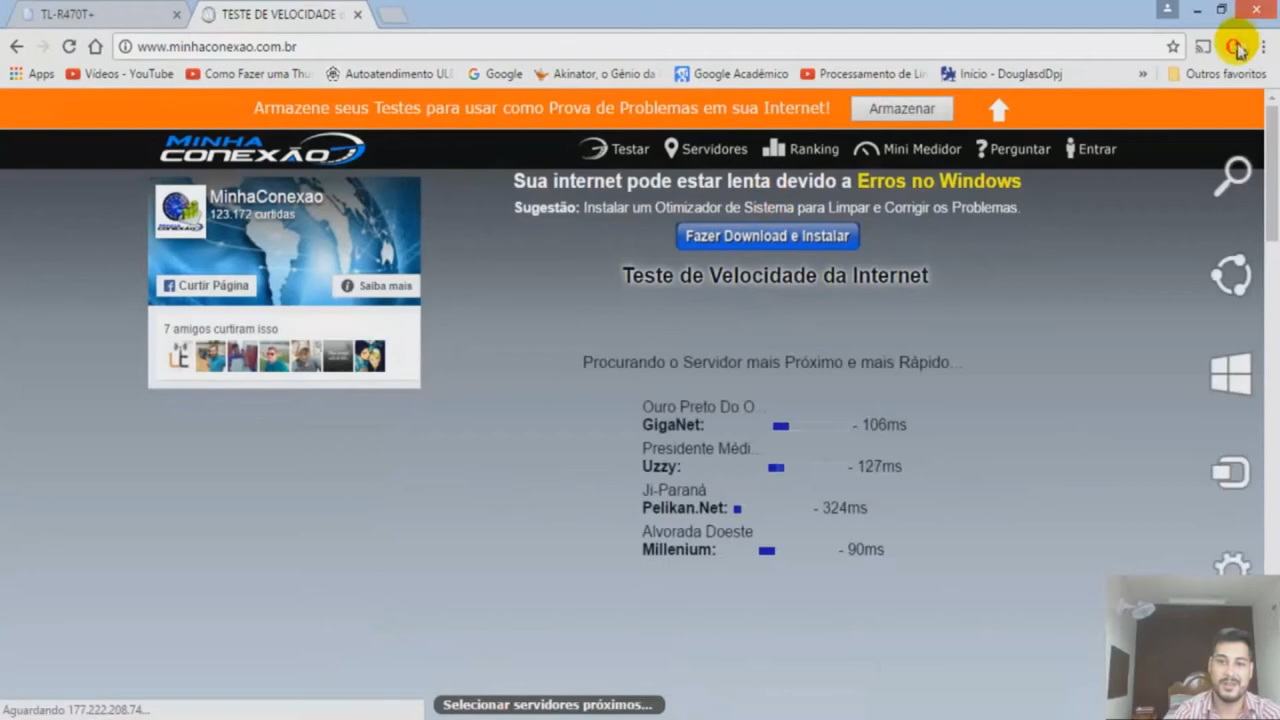 TL-R470T+
TESTE DE VELOCIDADE
www.minhaconexao.com.br
Apps
Vídeos - YouTube
Como Fazer uma Thu
Autoatendimento UL
Google
Akinator, o Gênio da
Google Acadêmico
Processamento de Lin
Início - DouglasDpj
»
Outros favoritos
Armazene seus Testes para usar como Prova de Problemas em sua Internet!
Armazenar
MINHA
CONEXÃO
Testar
Servidores
Ranking
Mini Medidor
? Perguntar
Entrar
MinhaConexao
123.172 curtidas
Curtir Página
Saiba mais
7 amigos curtiram isso
Sua internet pode estar lenta devido a Erros no Windows
Sugestão: Instalar um Otimizador de Sistema para Limpar e Corrigir os Problemas.
Fazer Download e Instalar
Teste de Velocidade da Internet
Procurando o Servidor mais Próximo e mais Rápido...
Ouro Preto Do O...
GigaNet: - 106ms
Presidente Médi...
Uzzy: - 127ms
Ji-Paraná
Pelikan.Net: - 324ms
Alvorada Doeste
Millenium: - 90ms
Selecionar servidores próximos...
Aguardando 177.222.208.74...